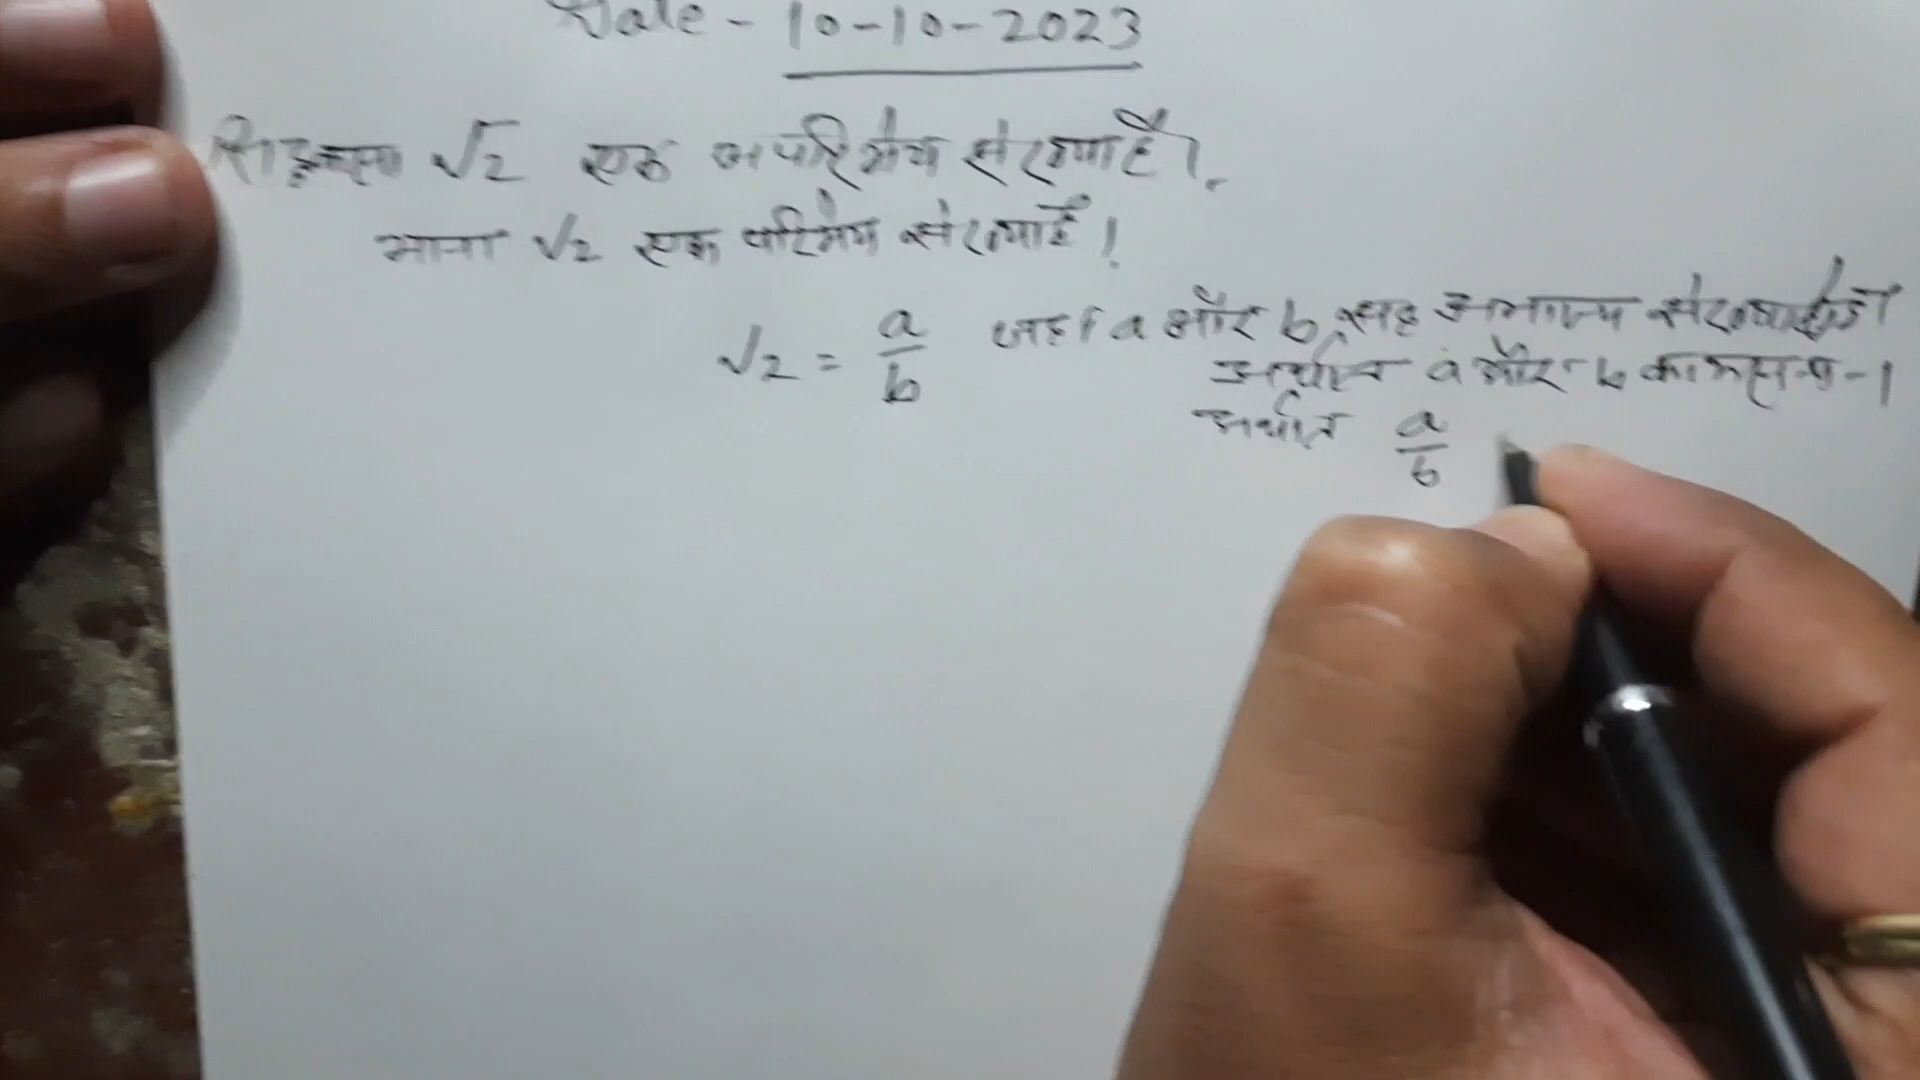 Date - 10-10-2023
सिद्ध करना √2 एक अपरिमेय संख्या है।
माना √2 एक परिमेय संख्या है।
√2 = a/b जहाँ a और b सह अभाज्य संख्याएँ हैं
अर्थात a और b का म.स.प - 1
अर्थात a/b